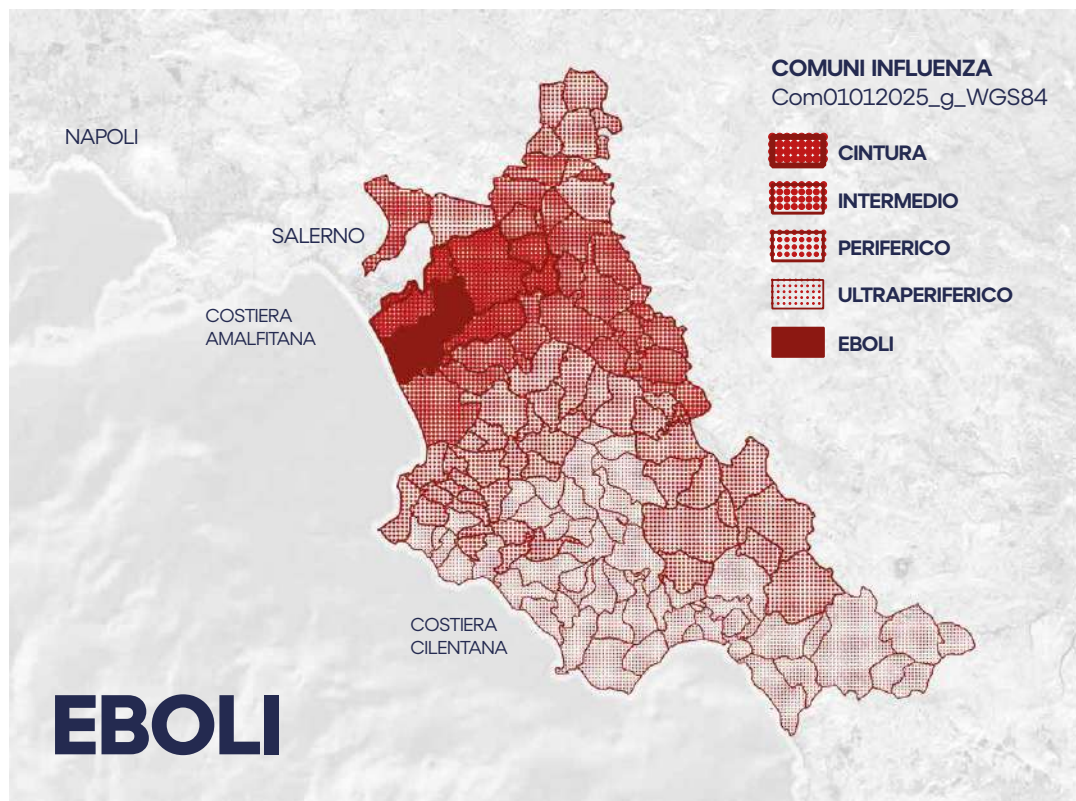 COMUNI INFLUENZA
Com01012025_g_WGS84
CINTURA
INTERMEDIO
PERIFERICO
ULTRAPERIFERICO
EBOLI
NAPOLI
SALERNO
COSTIERA
AMALFITANA
COSTIERA
CILENTANA
EBOLI